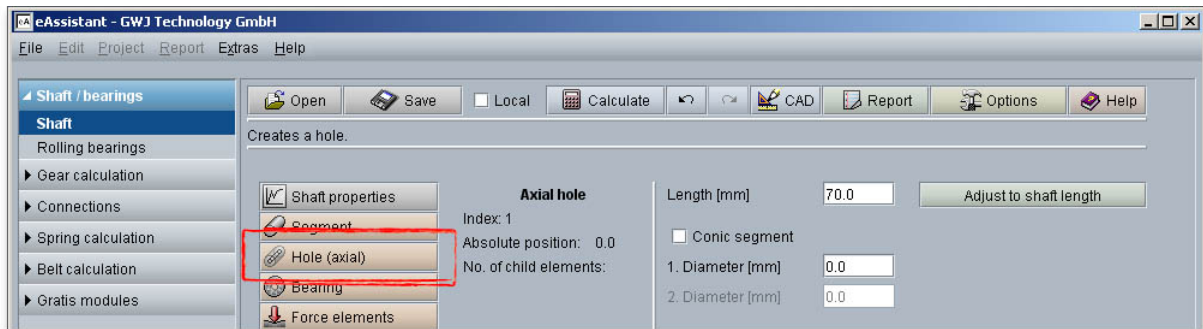 eAssistant - GWJ Technology GmbH
File Edit Project Report Extras Help
Shaft / bearings
Shaft
Rolling bearings
Gear calculation
Connections
Spring calculation
Belt calculation
Gratis modules
Open Save Local Calculate CAD Report Options Help
Creates a hole.
Shaft properties
Segment
Hole (axial)
Bearing
Force elements
Axial hole
Index: 1
Absolute position: 0.0
No. of child elements:
Length [mm] 70.0 Adjust to shaft length
Conic segment
1. Diameter [mm] 0.0
2. Diameter [mm] 0.0